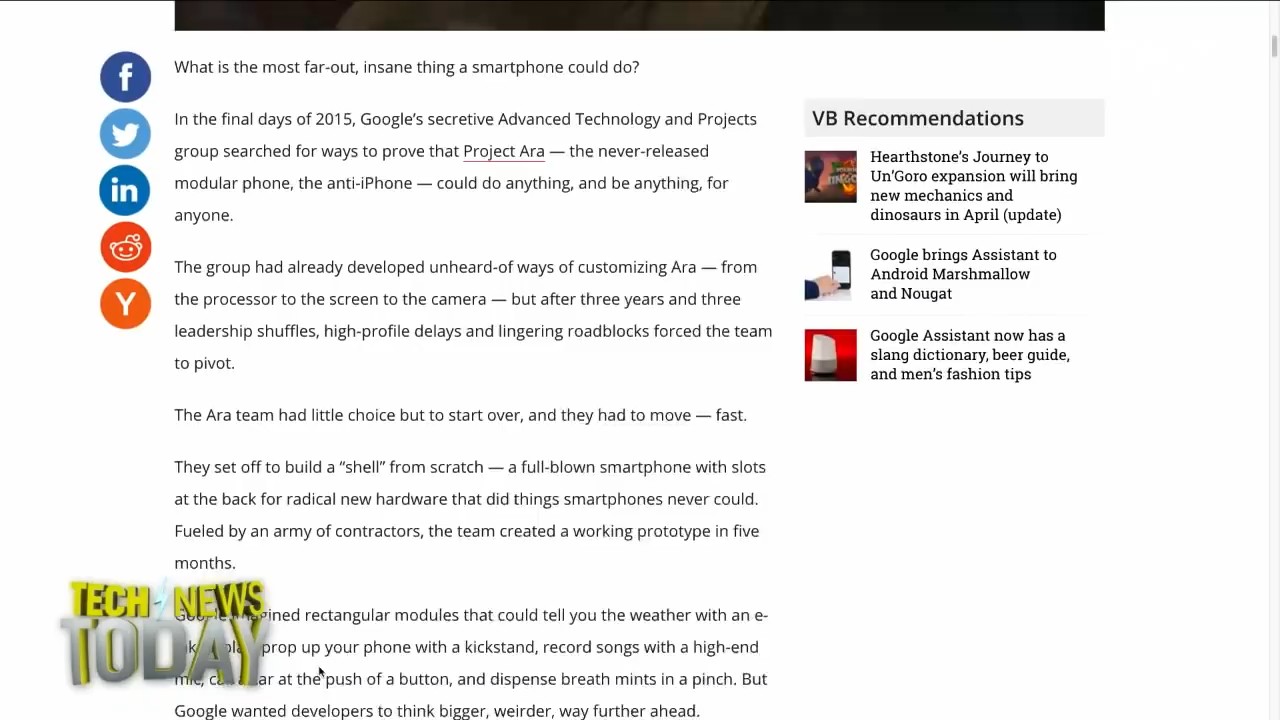 What is the most far-out, insane thing a smartphone could do?
In the final days of 2015, Google’s secretive Advanced Technology and Projects
group searched for ways to prove that Project Ara — the never-released
modular phone, the anti-iPhone — could do anything, and be anything, for
anyone.
The group had already developed unheard-of ways of customizing Ara — from
the processor to the screen to the camera — but after three years and three
leadership shuffles, high-profile delays and lingering roadblocks forced the team
to pivot.
The Ara team had little choice but to start over, and they had to move — fast.
They set off to build a “shell” from scratch — a full-blown smartphone with slots
at the back for radical new hardware that did things smartphones never could.
Fueled by an army of contractors, the team created a working prototype in five
months.
rectangular modules that could tell you the weather with an e-
prop up your phone with a kickstand, record songs with a high-end
at the push of a button, and dispense breath mints in a pinch. But
Google wanted developers to think bigger, weirder, way further ahead.
VB Recommendations
Hearthstone’s Journey to
Un’Goro expansion will bring
new mechanics and
dinosaurs in April (update)
Google brings Assistant to
Android Marshmallow
and Nougat
Google Assistant now has a
slang dictionary, beer guide,
and men’s fashion tips
f
in
Y
TECH NEWS
TODAY